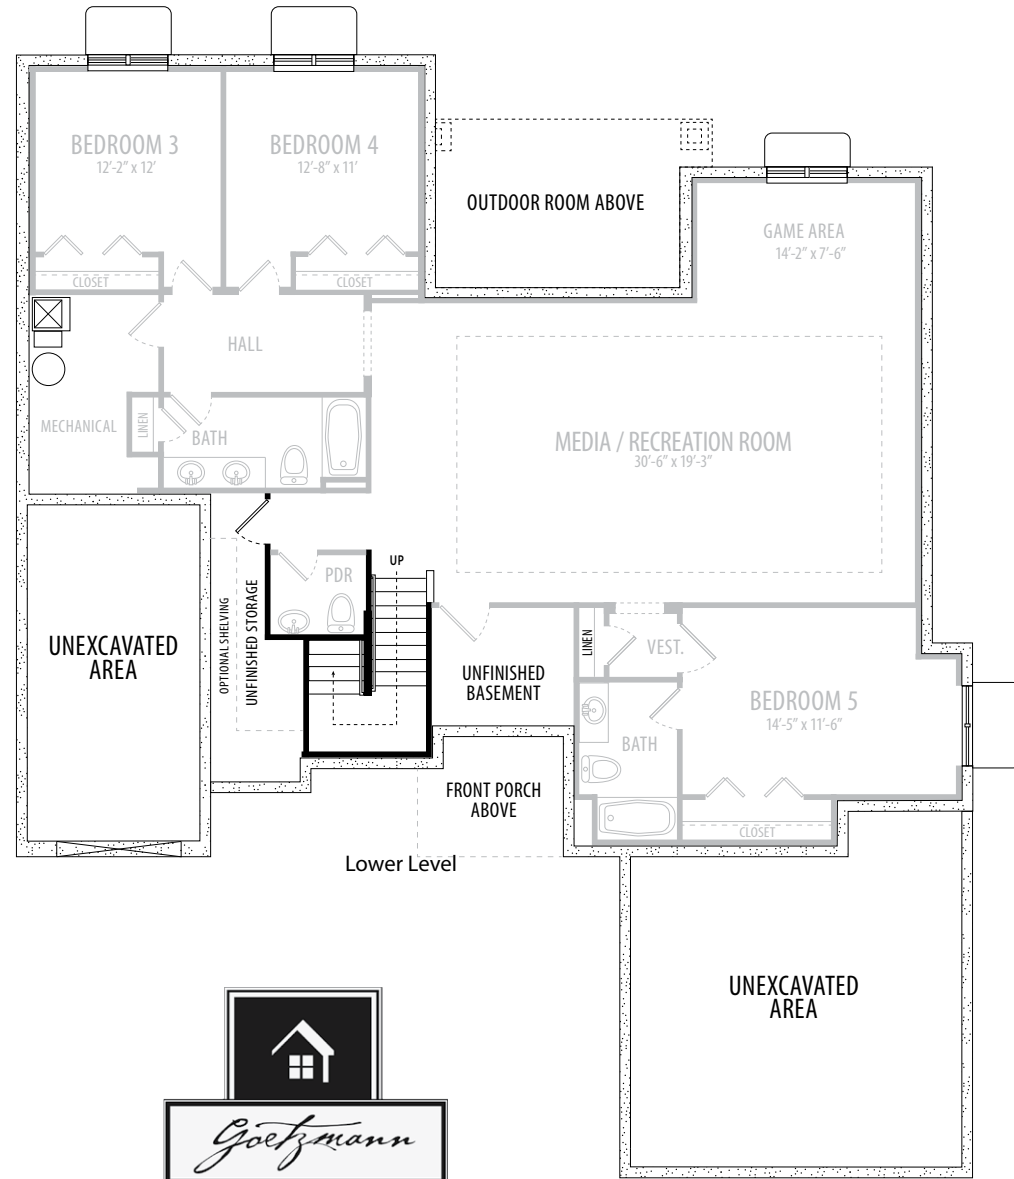 BEDROOM 3
12'-2" x 12'
BEDROOM 4
12'-8" x 11'
OUTDOOR ROOM ABOVE
GAME AREA
14'-2" x 7'-6"
CLOSET
CLOSET
HALL
MECHANICAL
LINEN
BATH
MEDIA / RECREATION ROOM
30'-6" x 19'-3"
UP
PDR
OPTIONAL SHELVING
UNFINISHED STORAGE
UNEXCAVATED
AREA
LINEN
VEST.
UNFINISHED
BASEMENT
BEDROOM 5
14'-5" x 11'-6"
BATH
FRONT PORCH
ABOVE
CLOSET
Lower Level
UNEXCAVATED
AREA
Goetzmann